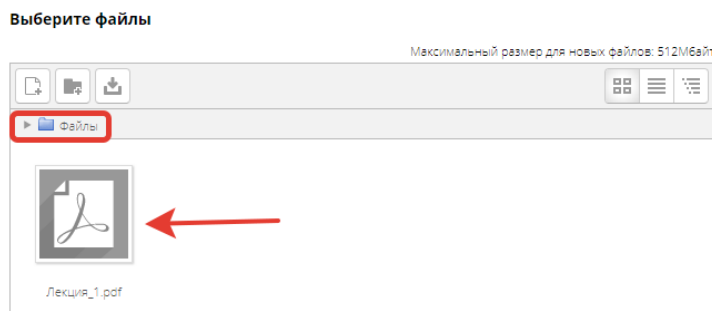 Выберите файлы
Максимальный размер для новых файлов: 512Мбайт
Файлы
Лекция_1.pdf